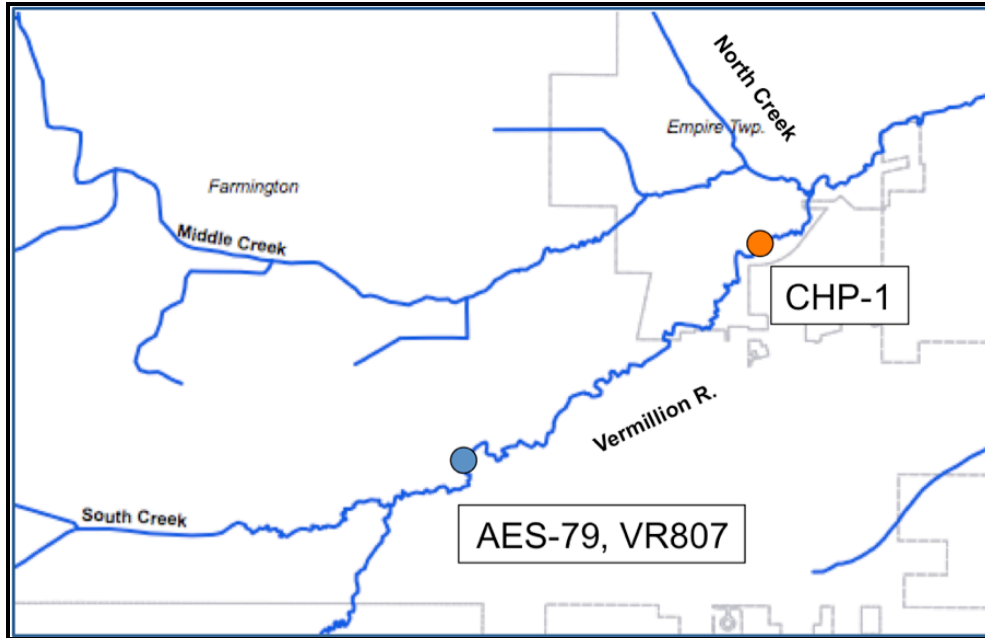 North Creek
Empire Twp.
Farmington
Middle Creek
CHP-1
Vermillion R.
South Creek
AES-79, VR807